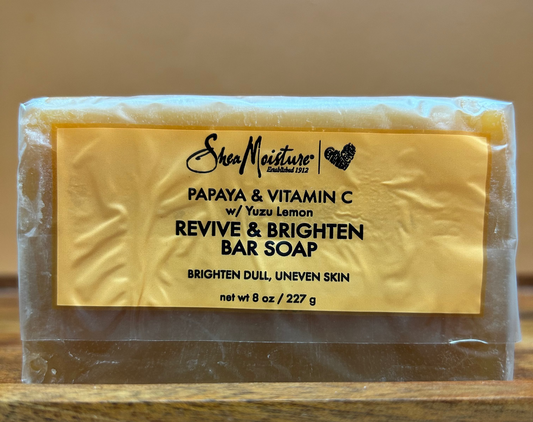 SheaMoisture®
Established 1912
PAPAYA & VITAMIN C
w/ Yuzu Lemon
REVIVE & BRIGHTEN
BAR SOAP
BRIGHTEN DULL, UNEVEN SKIN
net wt 8 oz / 227 g